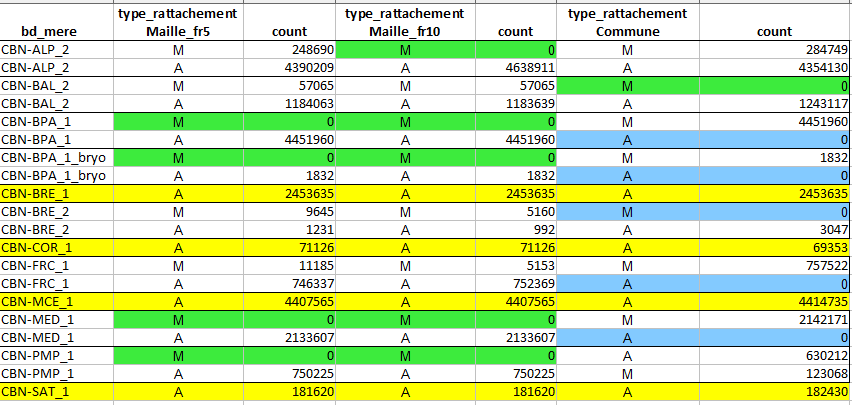 bd_mere type_rattachement Maille_fr5 count type_rattachement Maille_fr10 count type_rattachement Commune count
CBN-ALP_2 M 248690 M 0 M 284749
CBN-ALP_2 A 4390209 A 4638911 A 4354130
CBN-BAL_2 M 57065 M 57065 M 0
CBN-BAL_2 A 1184063 A 1183639 A 1243117
CBN-BPA_1 M 0 M 0 M 4451960
CBN-BPA_1 A 4451960 A 4451960 A 0
CBN-BPA_1_bryo M 0 M 0 M 1832
CBN-BPA_1_bryo A 1832 A 1832 A 0
CBN-BRE_1 A 2453635 A 2453635 A 2453635
CBN-BRE_2 M 9645 M 5160 M 0
CBN-BRE_2 A 1231 A 992 A 3047
CBN-COR_1 A 71126 A 71126 A 69353
CBN-FRC_1 M 11185 M 5153 M 757522
CBN-FRC_1 A 746337 A 752369 A 0
CBN-MCE_1 A 4407565 A 4407565 A 4414735
CBN-MED_1 M 0 M 0 M 2142171
CBN-MED_1 A 2133607 A 2133607 A 0
CBN-PMP_1 M 0 M 0 A 630212
CBN-PMP_1 A 750225 A 750225 M 123068
CBN-SAT_1 A 181620 A 181620 A 182430